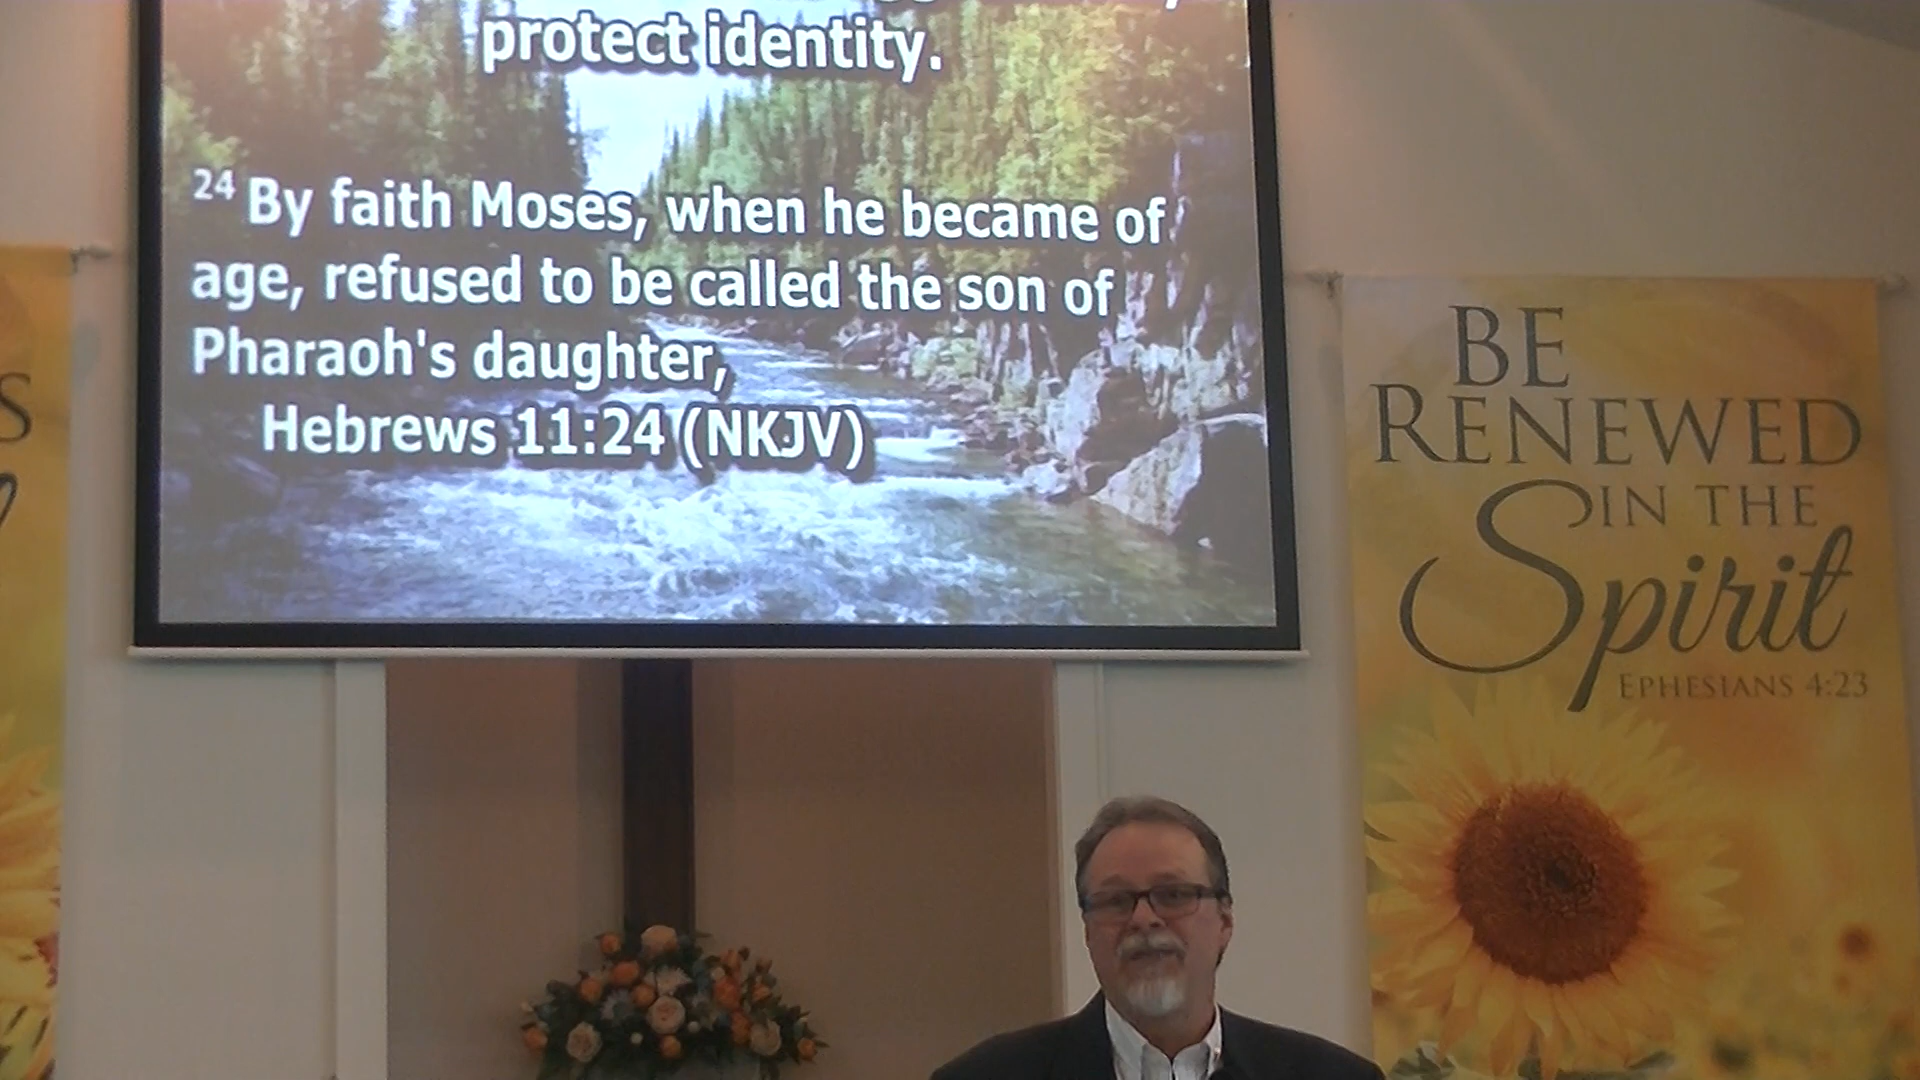 protect identity.
24 By faith Moses, when he became of
age, refused to be called the son of
Pharaoh's daughter,
Hebrews 11:24 (NKJV)
BE
RENEWED
IN THE
Spirit
EPHESIANS 4:23
S